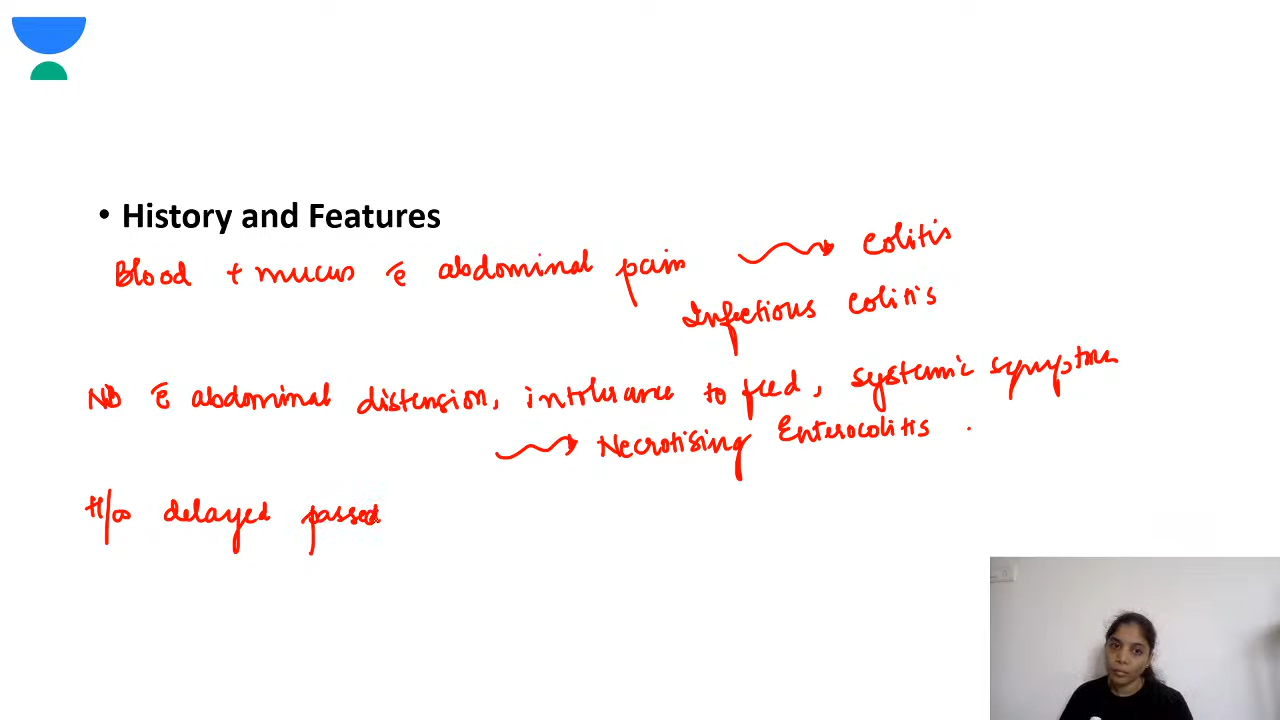 • History and Features
Blood + mucus c̄ abdominal pain → Colitis
Infectious Colitis
NB c̄ abdominal distension, intolerance to feed, systemic symptoms
→ Necrotising Enterocolitis .
H/o delayed passed